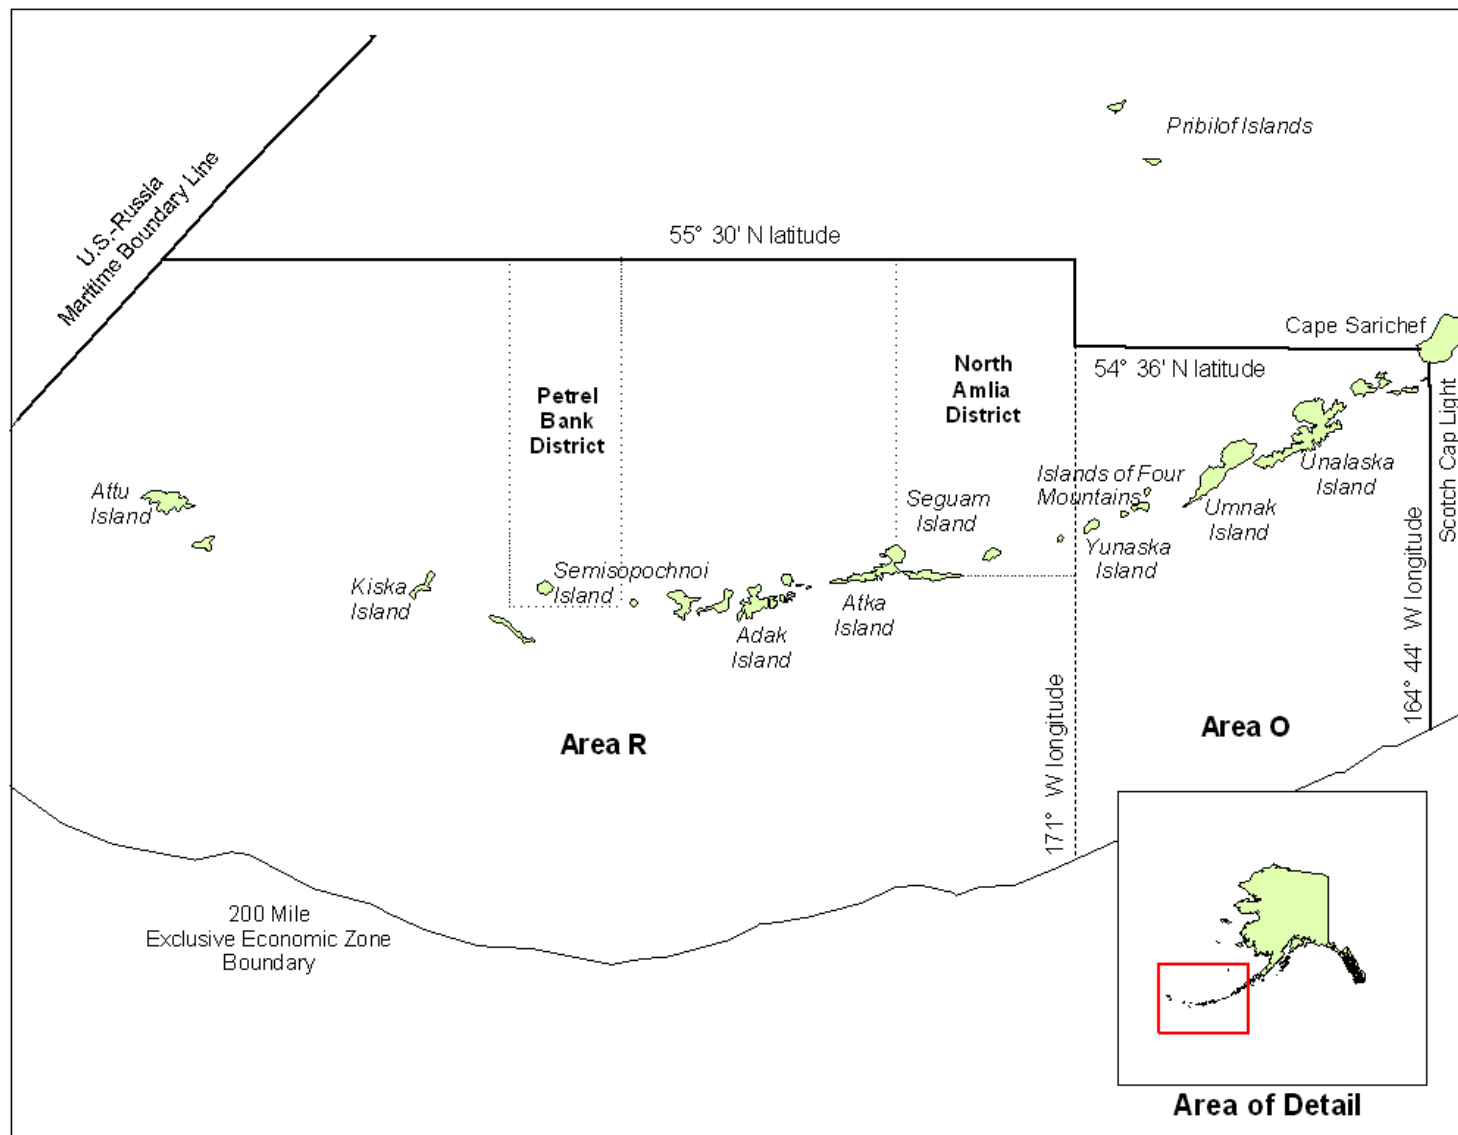 Pribilof Islands
U.S.-Russia
Maritime Boundary Line
55° 30' N latitude
Cape Sarichef
54° 36' N latitude
North
Amlia
District
Petrel
Bank
District
Scotch Cap Light
Unalaska
Island
Islands of Four
Mountains
Umnak
Island
Attu
Island
Seguam
Island
Yunaska
Island
Semisopochnoi
Island
Kiska
Island
Atka
Island
Adak
Island
164° 44' W longitude
171° W longitude
Area R
Area O
200 Mile
Exclusive Economic Zone
Boundary
Area of Detail